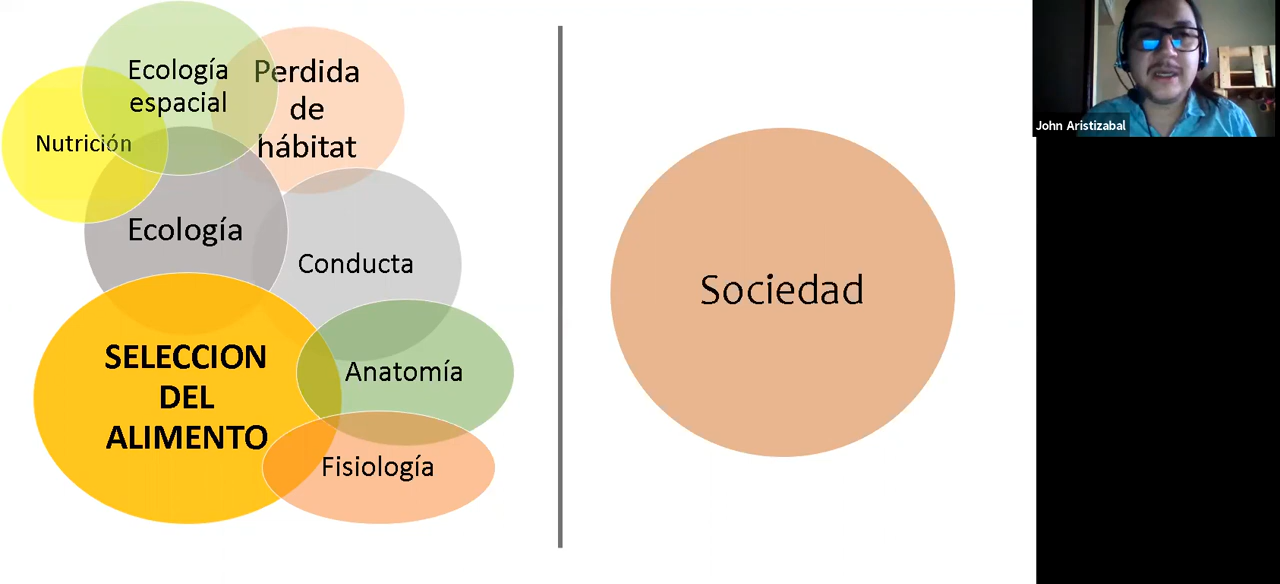 Ecología
espacial
Perdida
de
hábitat
Nutrición
Ecología
Conducta
SELECCION
DEL
ALIMENTO
Anatomía
Fisiología
Sociedad
John Aristizabal